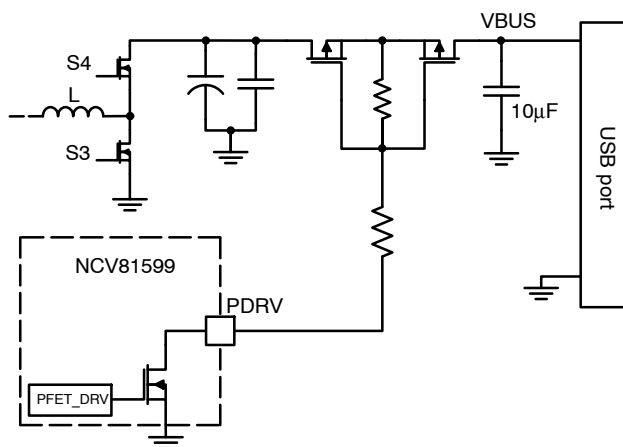 VBUS
S4
L
10µF
S3
USB port
NCV81599
PDRV
PFET_DRV